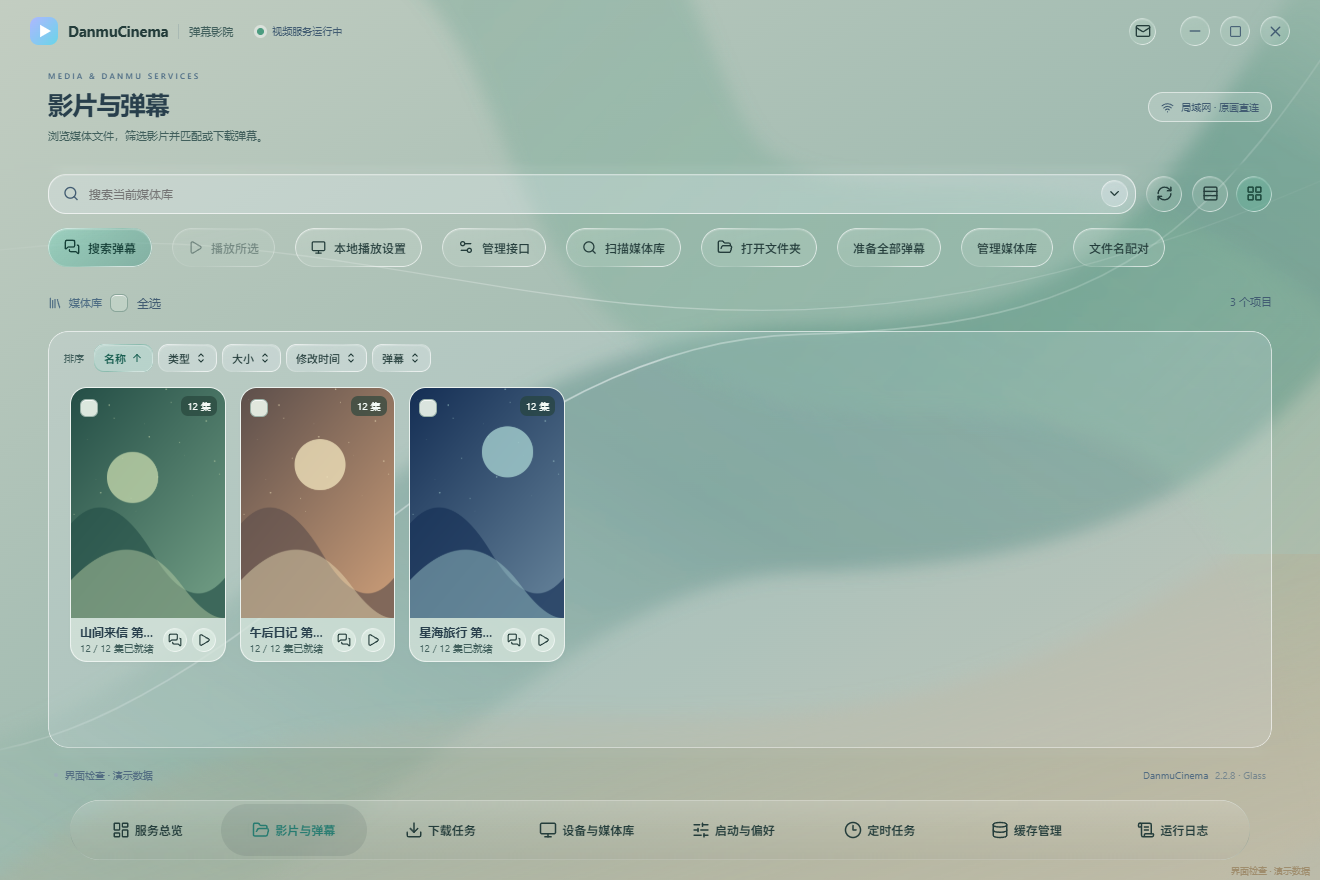 DanmuCinema 弹幕影院 视频服务运行中
MEDIA & DANMU SERVICES
影片与弹幕
浏览媒体文件，筛选影片并匹配或下载弹幕。
局域网 · 原画直连
搜索当前媒体库
搜索弹幕 播放所选 本地播放设置 管理接口 扫描媒体库 打开文件夹 准备全部弹幕 管理媒体库 文件名配对
媒体库 全选 3 个项目
排序 名称 类型 大小 修改时间 弹幕
12 集 12 集 12 集
山间来信 第... 午后日记 第... 星海旅行 第...
12 / 12 集已就绪 12 / 12 集已就绪 12 / 12 集已就绪
界面检查 · 演示数据 DanmuCinema 2.2.8 · Glass
服务总览 影片与弹幕 下载任务 设备与媒体库 启动与偏好 定时任务 缓存管理 运行日志
界面检查 · 演示数据